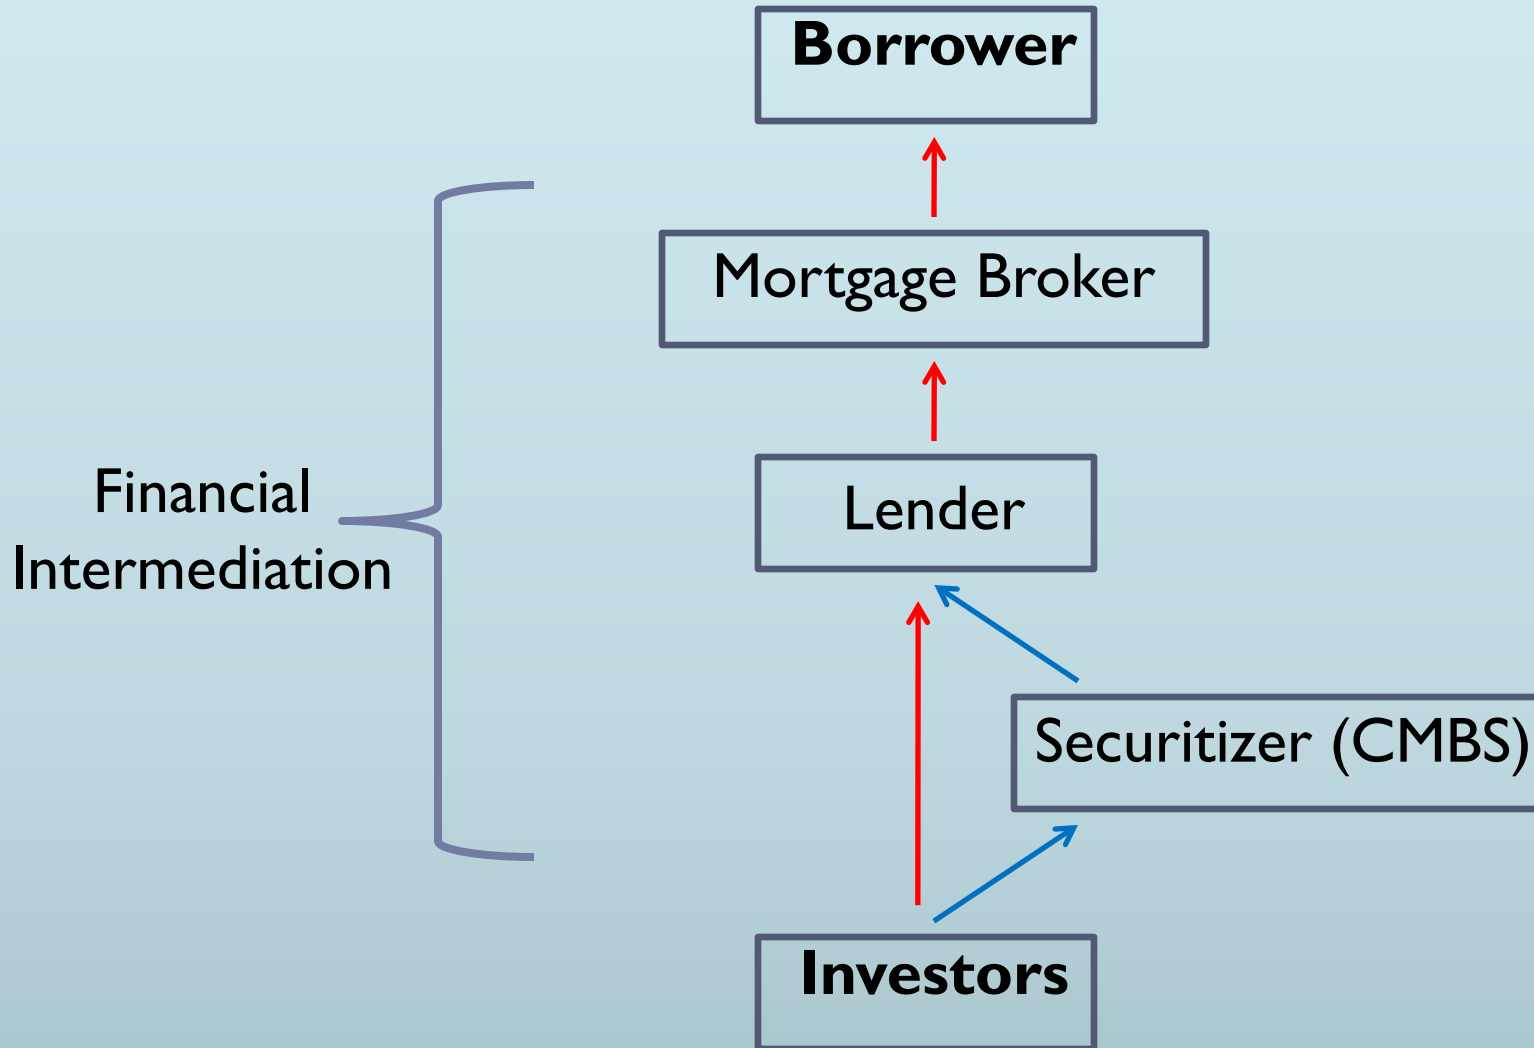 Borrower
Mortgage Broker
Financial
Intermediation
Lender
Securitizer (CMBS)
Investors